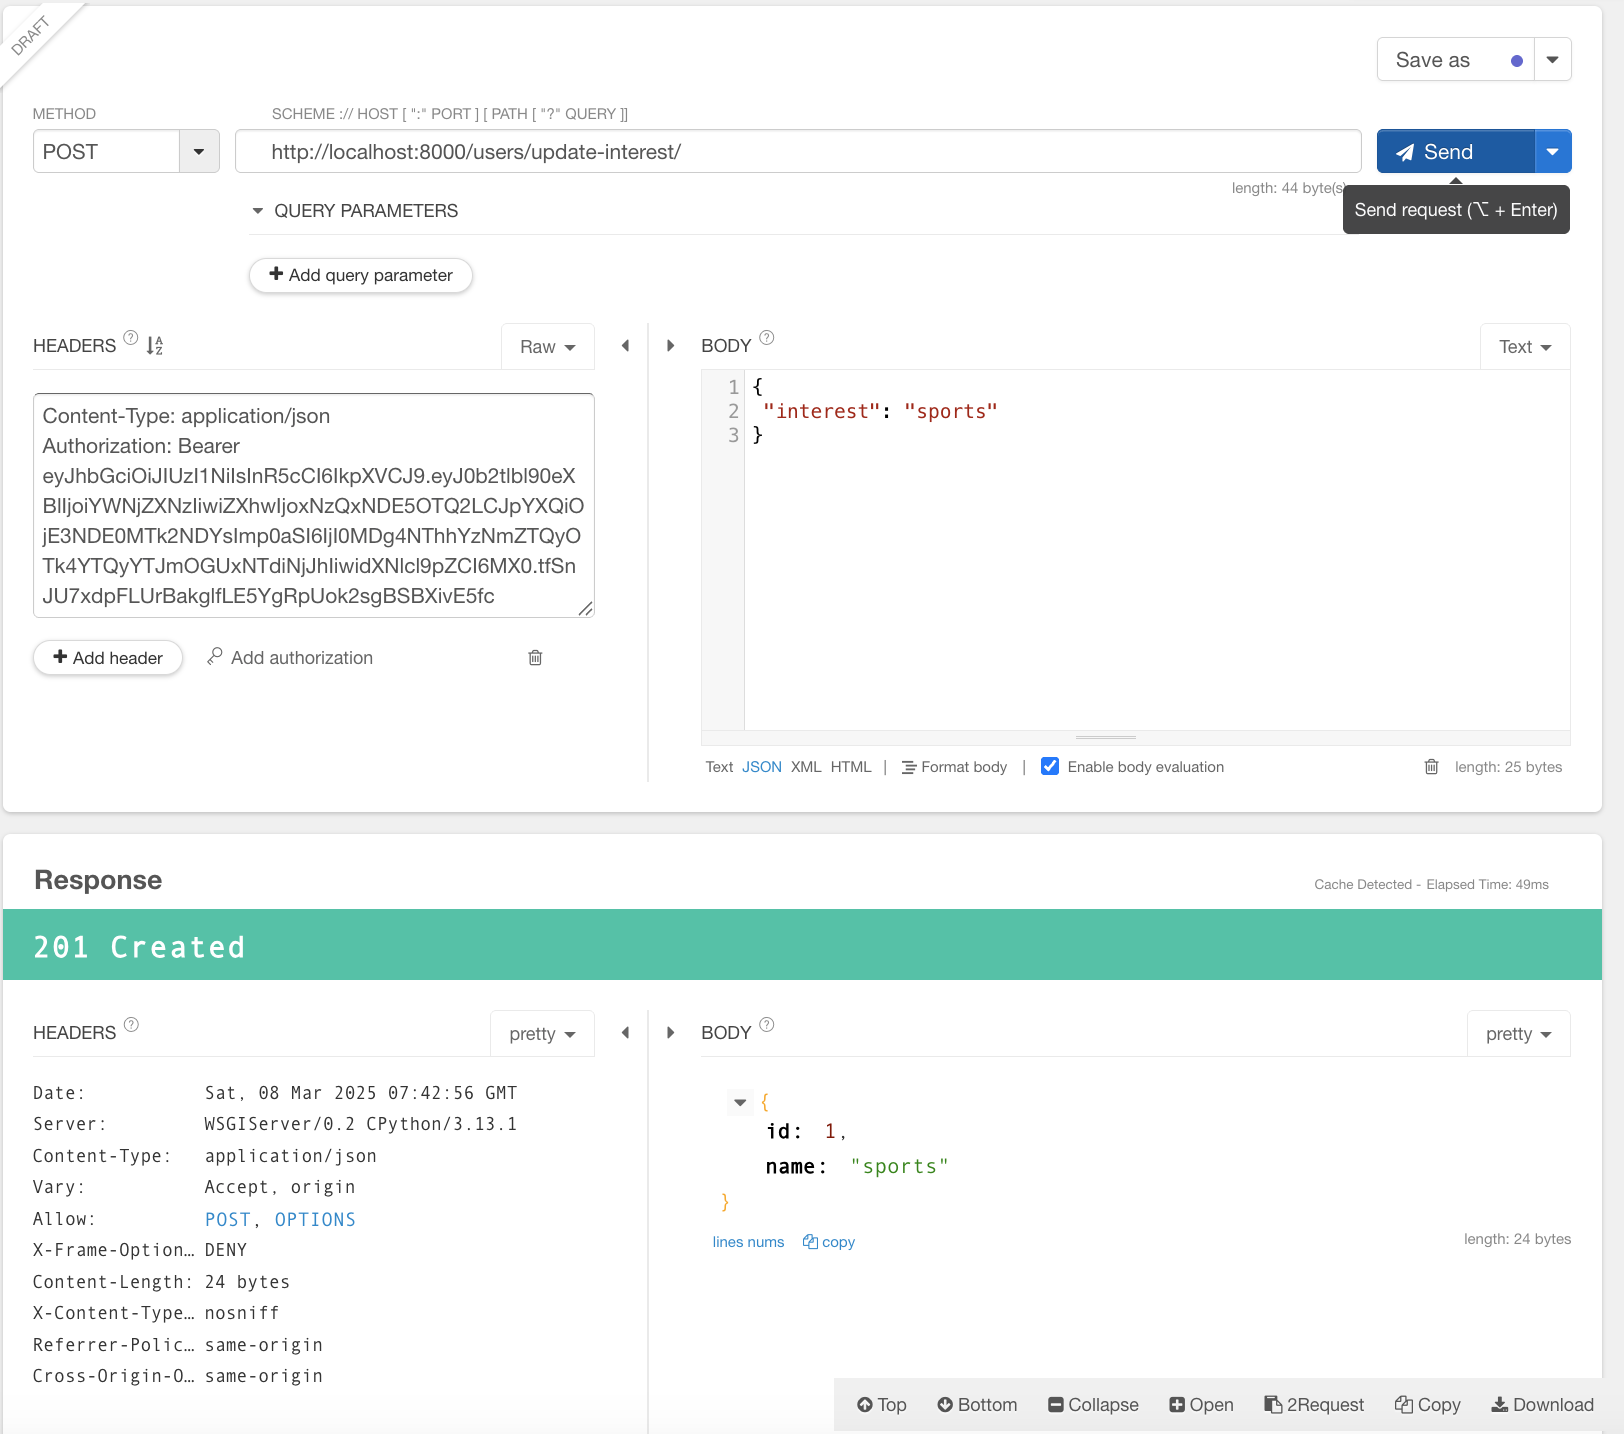 DRAFT
Save as
METHOD
SCHEME :// HOST [ ":" PORT ] [ PATH [ "?" QUERY ]]
POST
http://localhost:8000/users/update-interest/
Send
length: 44 byte(s)
Send request (⌥ + Enter)
QUERY PARAMETERS
+ Add query parameter
HEADERS ?
Raw
BODY ?
Text
Content-Type: application/json
Authorization: Bearer
eyJhbGciOiJIUzI1NiIsInR5cCI6IkpXVCJ9.eyJ0b2tlbl90eX
BlIjoiYWNjZXNzIiwiZXhwIjoxNzQxNDE5OTQ2LCJpYXQiO
jE3NDE0MTk2NDYsImp0aSI6IjI0MDg4NThhYzNmZTQyO
Tk4YTQyYTJmOGUxNTdiNjJhIiwidXNlcl9pZCI6MX0.tfSn
JU7xdpFLUrBakglfLE5YgRpUok2sgBSBXivE5fc
1 {
2 "interest": "sports"
3 }
+ Add header
Add authorization
Text JSON XML HTML | Format body | Enable body evaluation
length: 25 bytes
Response
Cache Detected - Elapsed Time: 49ms
201 Created
HEADERS ?
pretty
BODY ?
pretty
Date: Sat, 08 Mar 2025 07:42:56 GMT
Server: WSGIServer/0.2 CPython/3.13.1
Content-Type: application/json
Vary: Accept, origin
Allow: POST, OPTIONS
X-Frame-Option... DENY
Content-Length: 24 bytes
X-Content-Type... nosniff
Referrer-Polic... same-origin
Cross-Origin-O... same-origin
{
id: 1,
name: "sports"
}
lines nums
copy
length: 24 bytes
Top
Bottom
Collapse
Open
2Request
Copy
Download